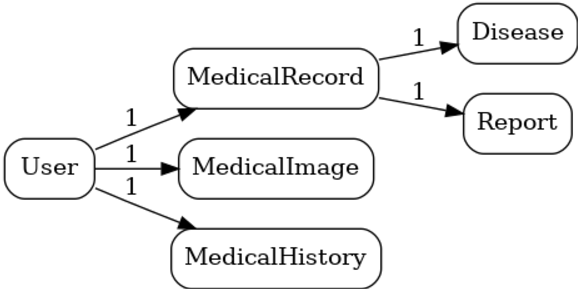 Disease
1
MedicalRecord
1
Report
1
User
1
MedicalImage
1
MedicalHistory